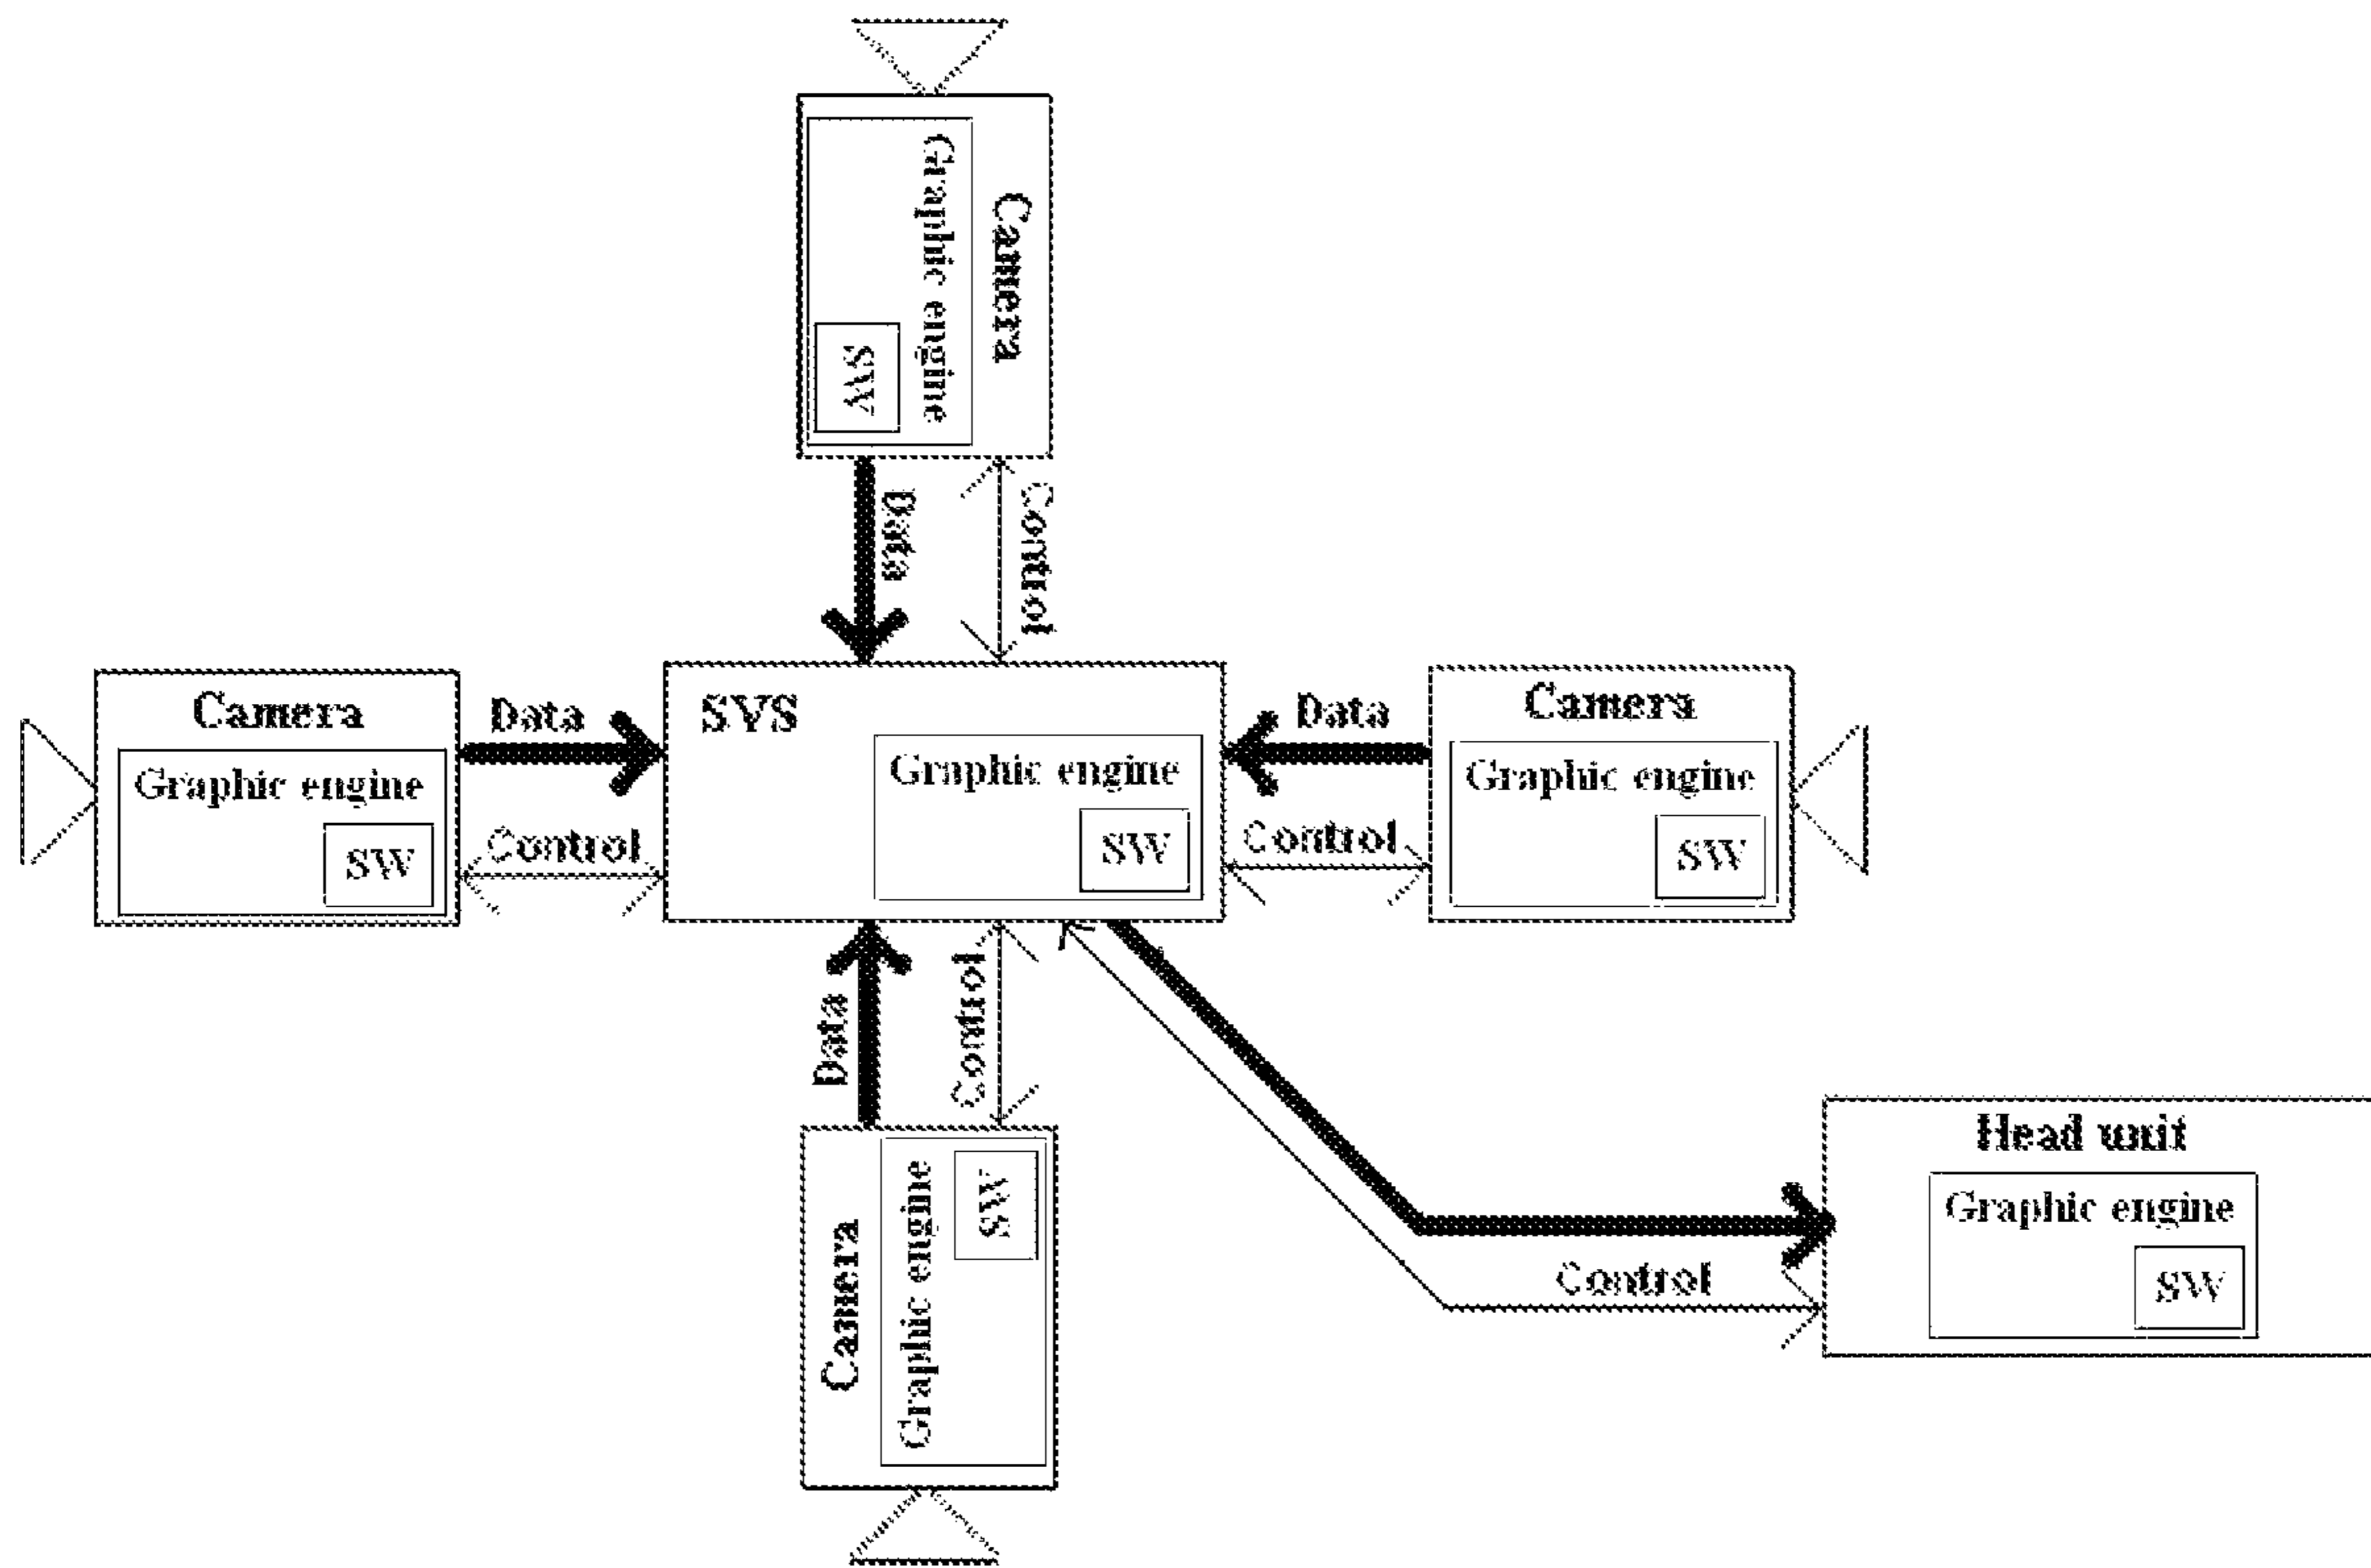 Camera
Graphic engine
SW
Data
Control
Camera
Graphic engine
SW
Data
Control
SVS
Graphic engine
SW
Data
Control
Camera
Graphic engine
SW
Data
Control
Camera
Graphic engine
SW
Control
Head unit
Graphic engine
SW